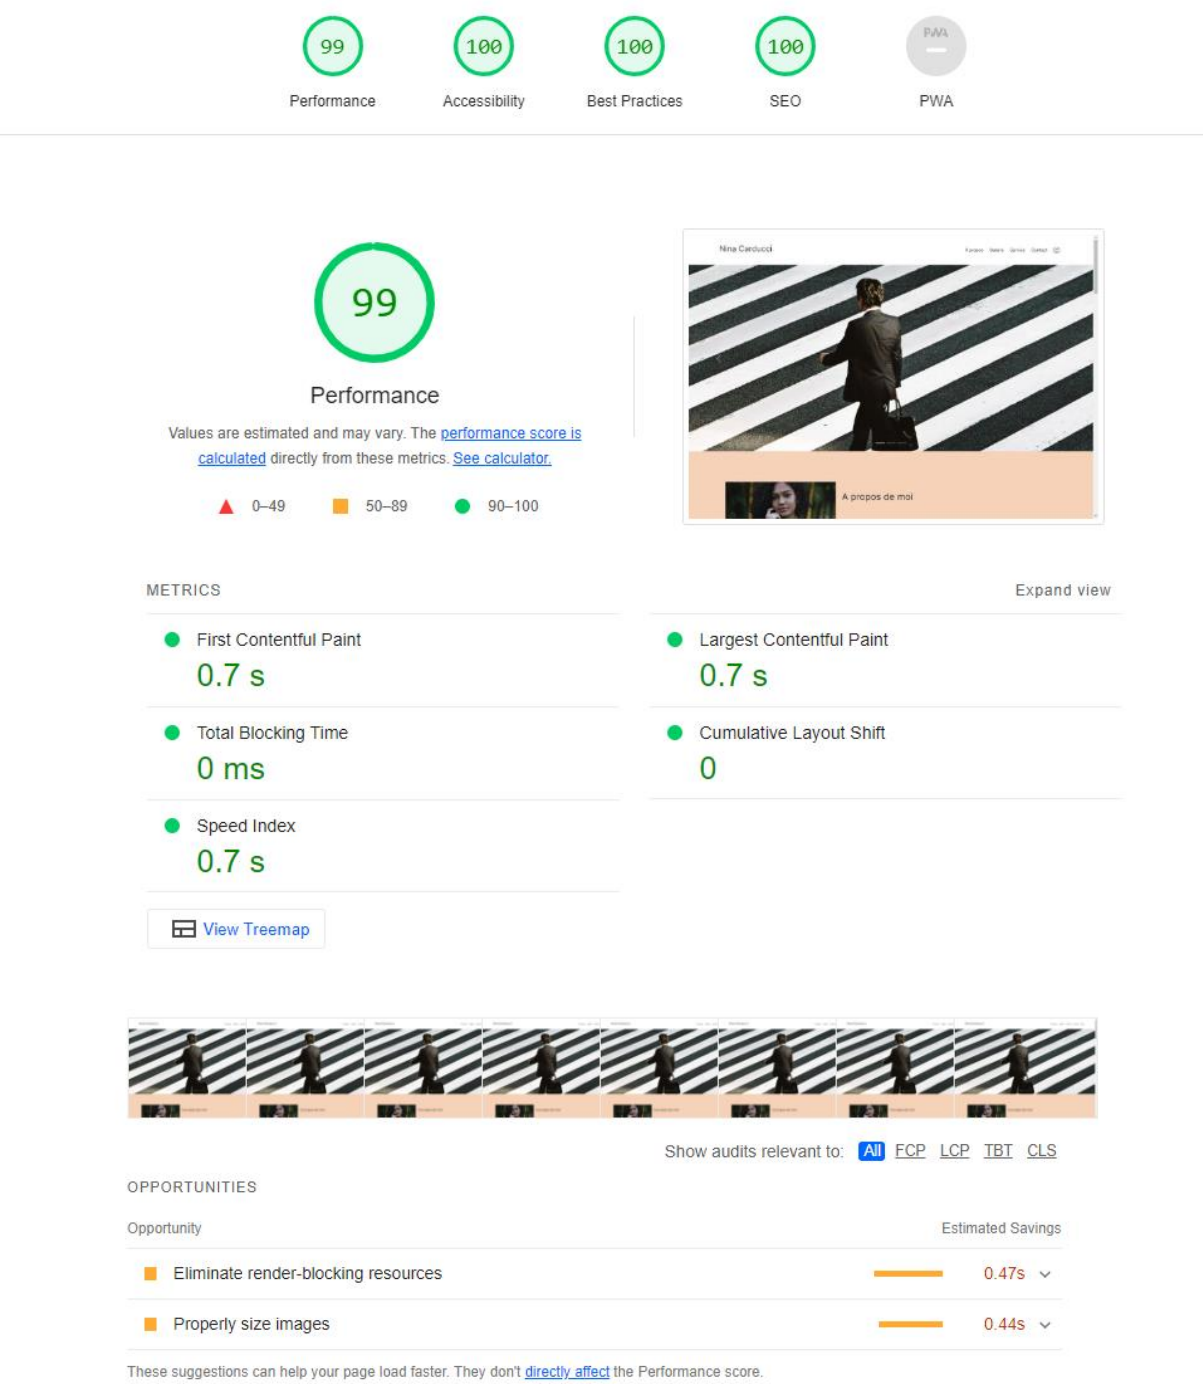 99 100 100 100 PWA
Performance Accessibility Best Practices SEO PWA
Nina Carducci
99
Performance
Values are estimated and may vary. The performance score is
calculated directly from these metrics. See calculator.
0–49 50–89 90–100
A propos de moi
METRICS Expand view
First Contentful Paint
0.7 s
Largest Contentful Paint
0.7 s
Total Blocking Time
0 ms
Cumulative Layout Shift
0
Speed Index
0.7 s
View Treemap
Show audits relevant to: All FCP LCP TBT CLS
OPPORTUNITIES
Opportunity Estimated Savings
Eliminate render-blocking resources 0.47s
Properly size images 0.44s
These suggestions can help your page load faster. They don't directly affect the Performance score.